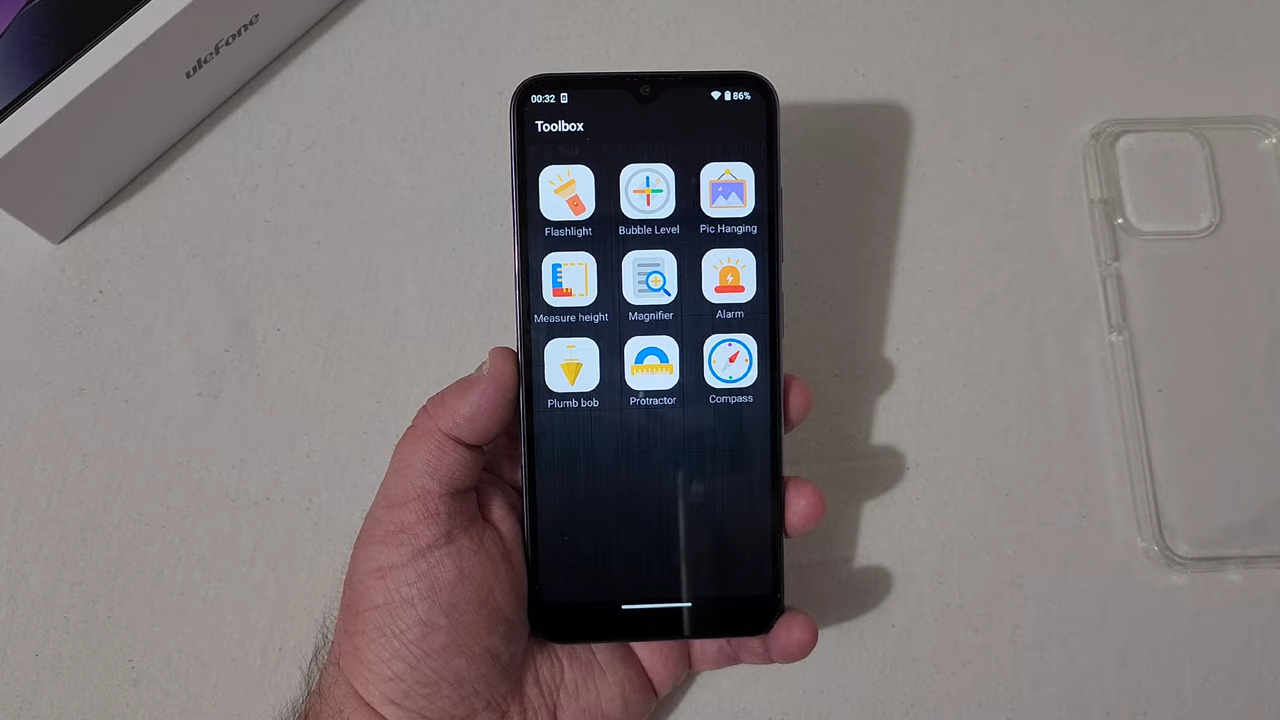 ulefone
00:32 86%
Toolbox
Flashlight Bubble Level Pic Hanging
Measure height Magnifier Alarm
Plumb bob Protractor Compass